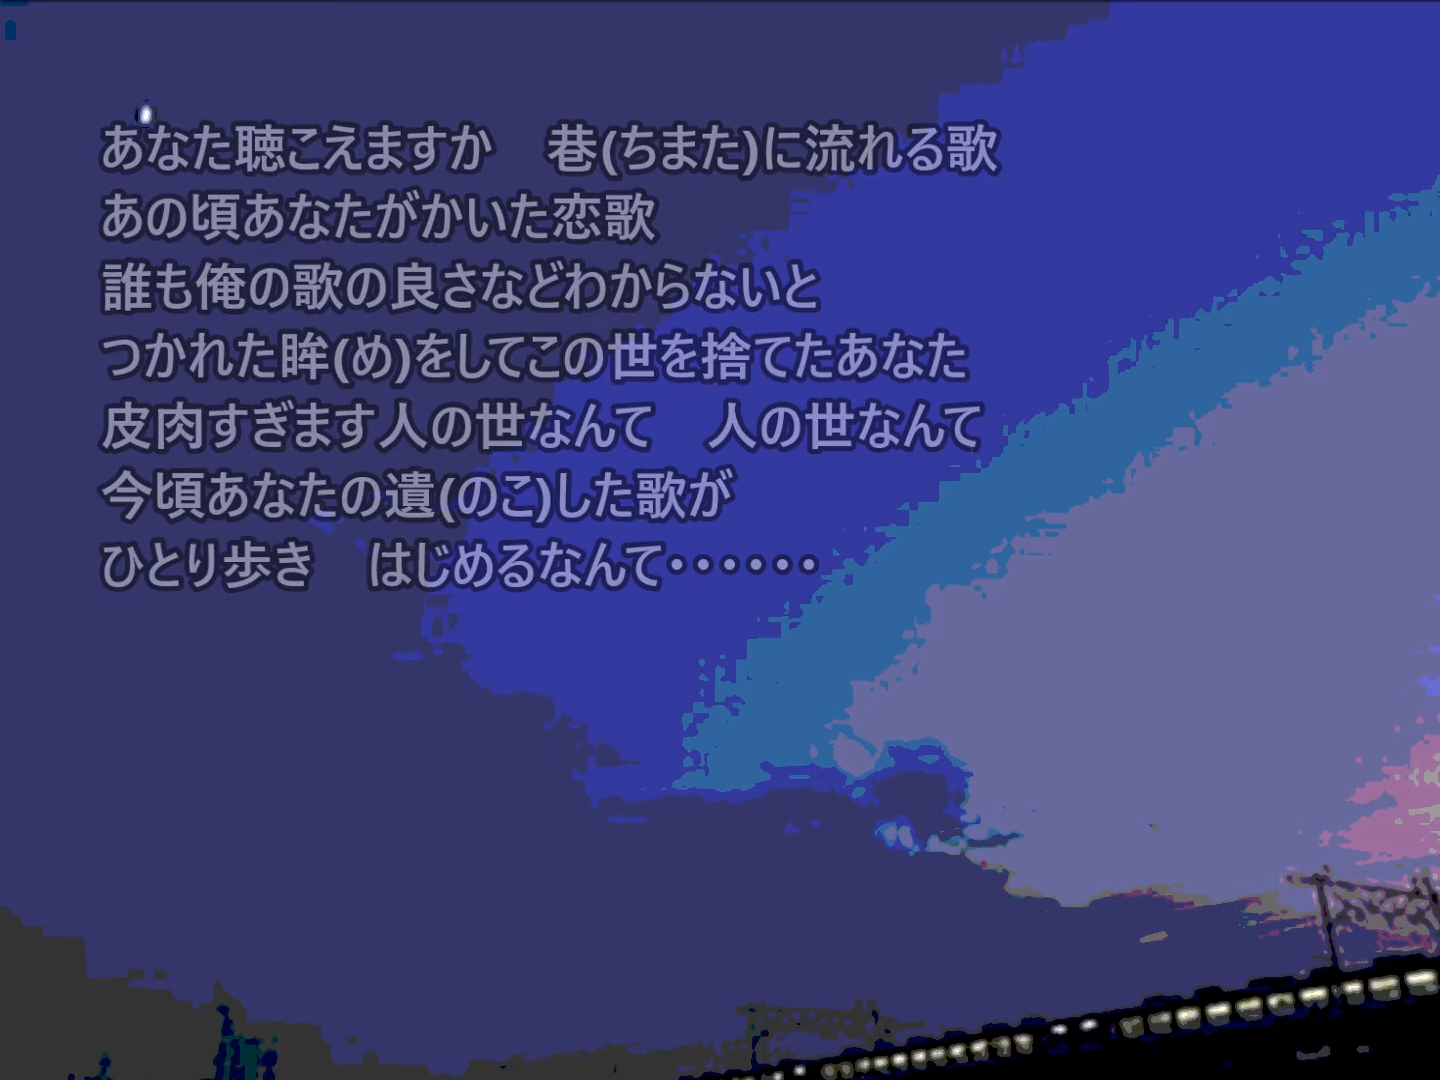 あなた聴こえますか　巷(ちまた)に流れる歌
あの頃あなたがかいた恋歌
誰も俺の歌の良さなどわからないと
つかれた眸(め)をしてこの世を捨てたあなた
皮肉すぎます人の世なんて　人の世なんて
今頃あなたの遺(のこ)した歌が
ひとり歩き　はじめるなんて・・・・・・